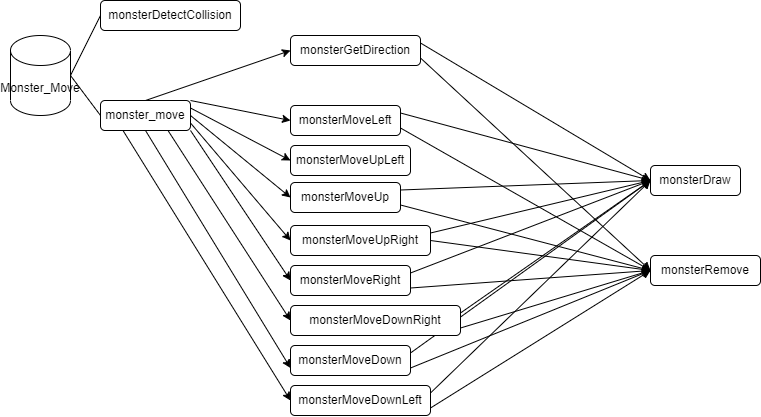 monsterDetectCollision
monsterGetDirection
Monster_Move
monster_move
monsterMoveLeft
monsterMoveUpLeft
monsterDraw
monsterMoveUp
monsterMoveUpRight
monsterRemove
monsterMoveRight
monsterMoveDownRight
monsterMoveDown
monsterMoveDownLeft